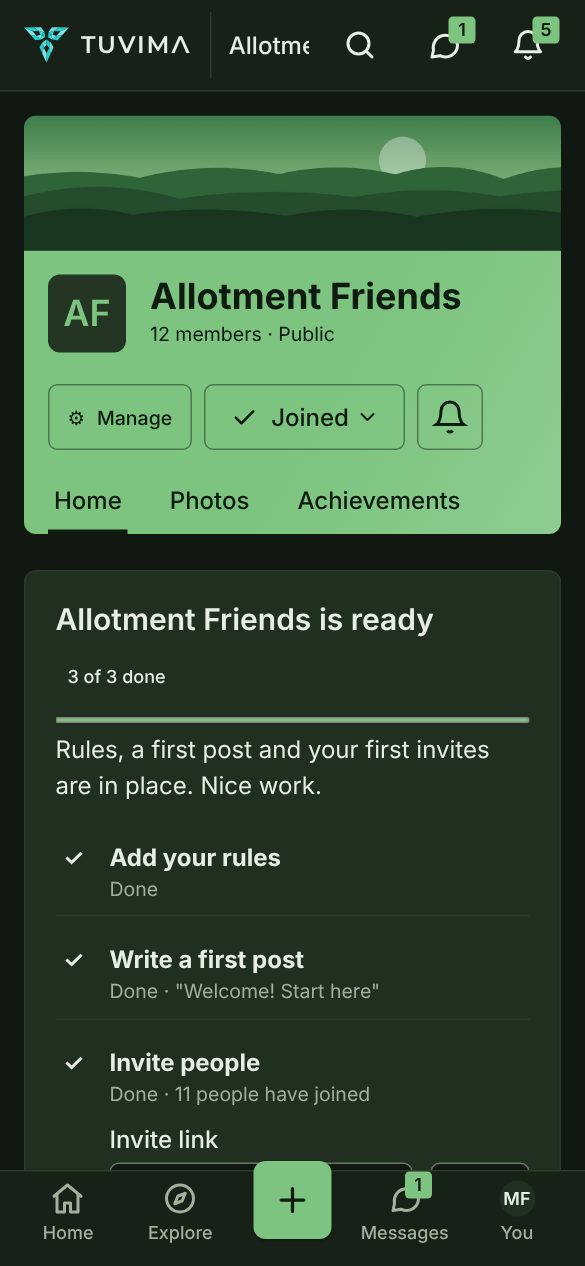 TUVIMA
Allotme
1
5
AF
Allotment Friends
12 members · Public
Manage
Joined
Home
Photos
Achievements
Allotment Friends is ready
3 of 3 done
Rules, a first post and your first invites
are in place. Nice work.
Add your rules
Done
Write a first post
Done · "Welcome! Start here"
Invite people
Done · 11 people have joined
Invite link
1
MF
Home
Explore
Messages
You